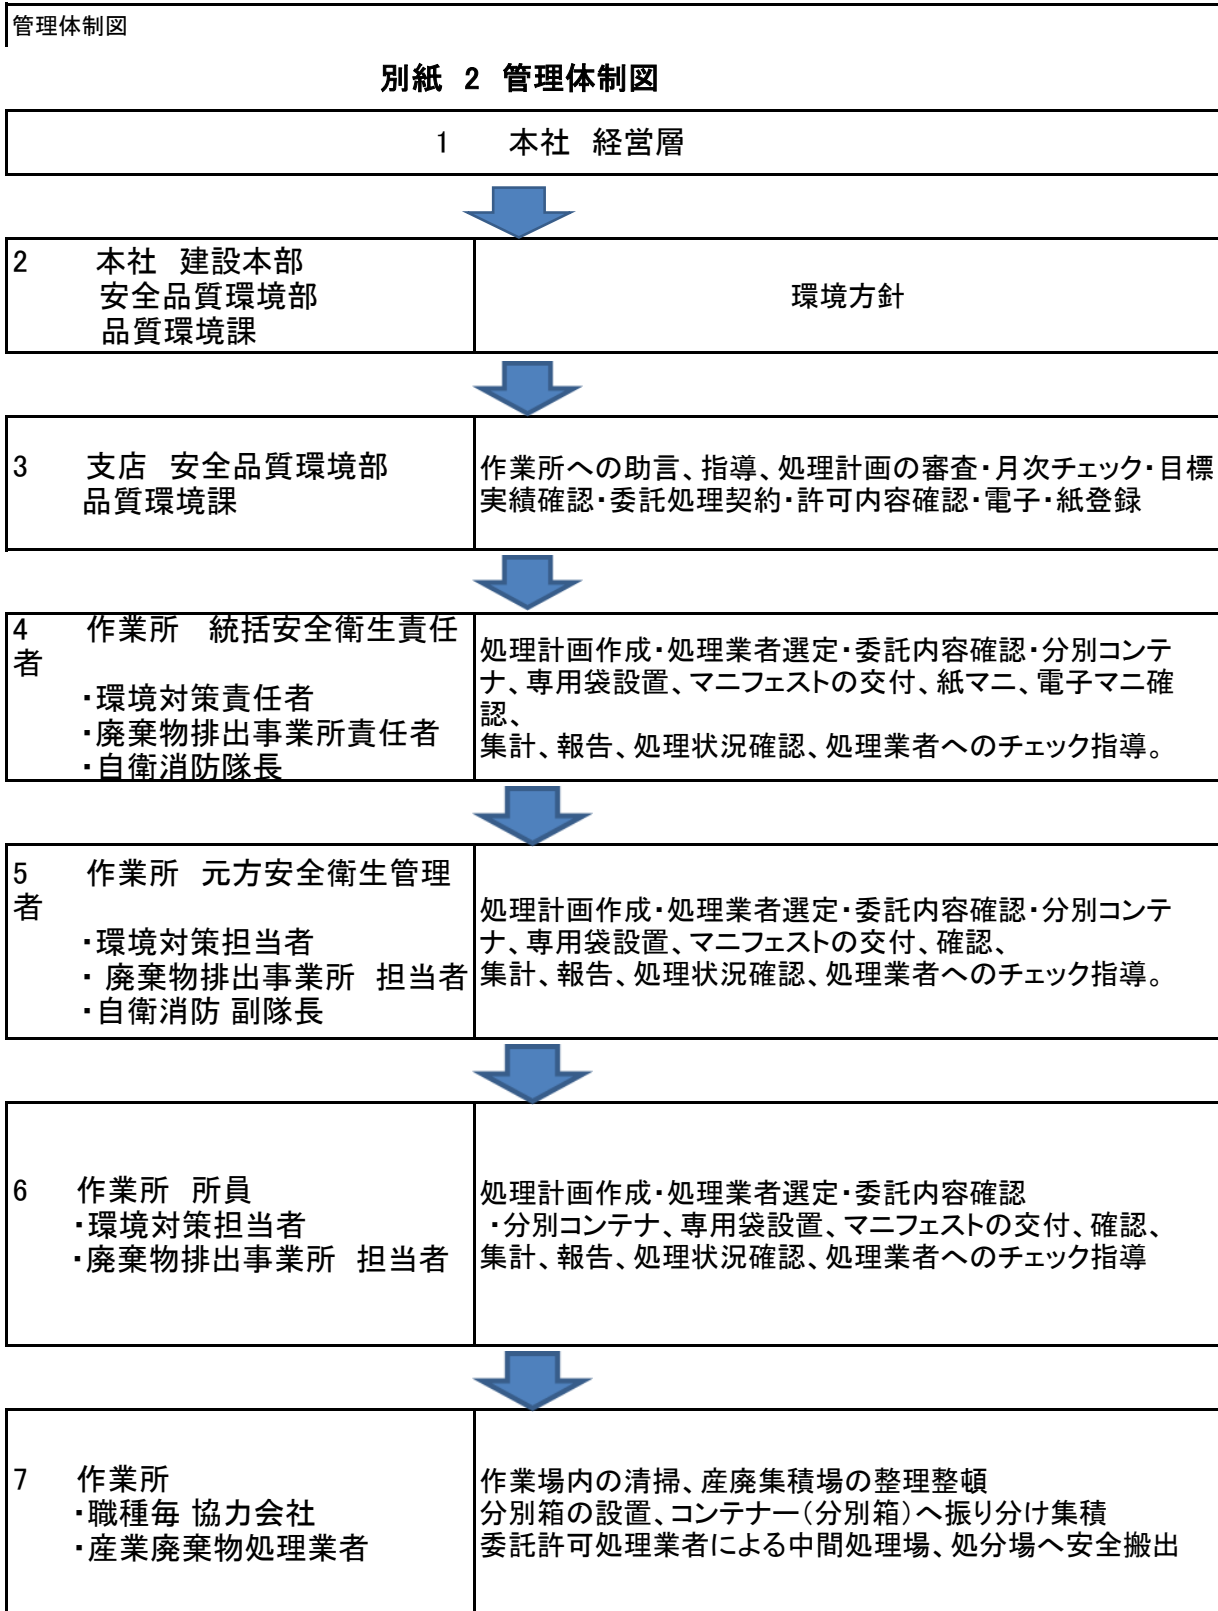 管理体制図
別紙 2 管理体制図
1 本社 経営層
2 本社 建設本部
安全品質環境部
品質環境課
環境方針
3 支店 安全品質環境部
品質環境課
作業所への助言、指導、処理計画の審査・月次チェック・目標
実績確認・委託処理契約・許可内容確認・電子・紙登録
4 作業所 統括安全衛生責任
者
・環境対策責任者
・廃棄物排出事業所責任者
・自衛消防隊長
処理計画作成・処理業者選定・委託内容確認・分別コンテ
ナ、専用袋設置、マニフェストの交付、紙マニ、電子マニ確
認、
集計、報告、処理状況確認、処理業者へのチェック指導。
5 作業所 元方安全衛生管理
者
・環境対策担当者
・ 廃棄物排出事業所 担当者
・自衛消防 副隊長
処理計画作成・処理業者選定・委託内容確認・分別コンテ
ナ、専用袋設置、マニフェストの交付、確認、
集計、報告、処理状況確認、処理業者へのチェック指導。
6 作業所 所員
・環境対策担当者
・廃棄物排出事業所 担当者
処理計画作成・処理業者選定・委託内容確認
・分別コンテナ、専用袋設置、マニフェストの交付、確認、
集計、報告、処理状況確認、処理業者へのチェック指導
7 作業所
・職種毎 協力会社
・産業廃棄物処理業者
作業場内の清掃、産廃集積場の整理整頓
分別箱の設置、コンテナー（分別箱）へ振り分け集積
委託許可処理業者による中間処理場、処分場へ安全搬出